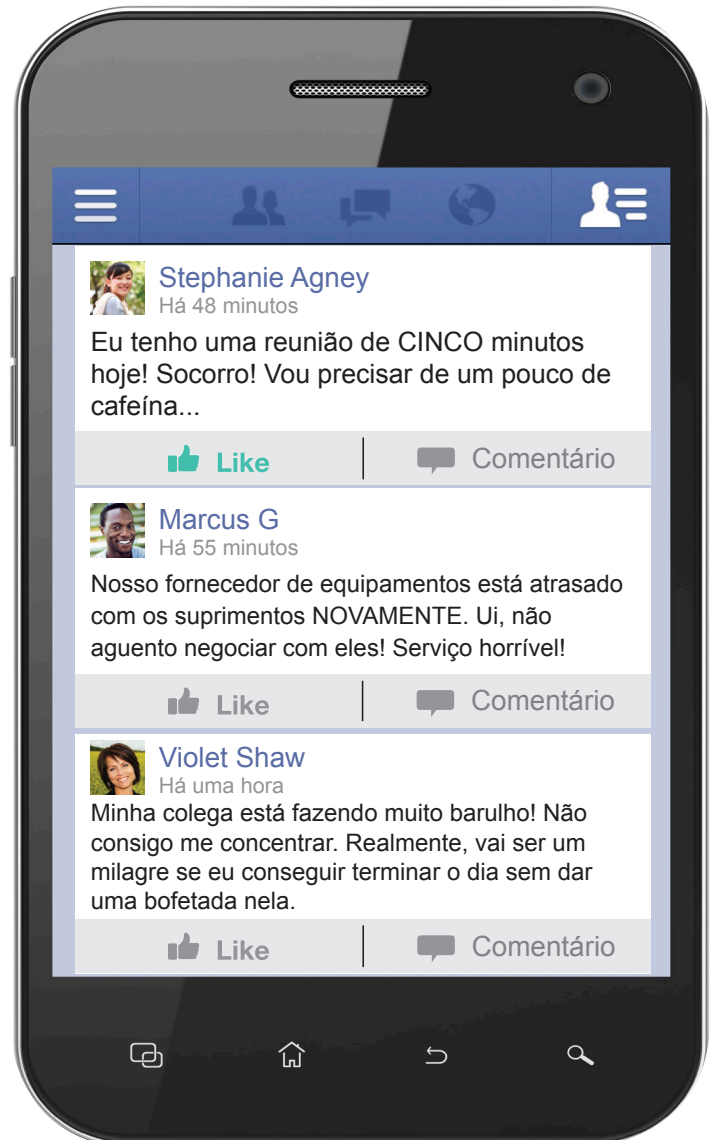 Stephanie Agney
Há 48 minutos
Eu tenho uma reunião de CINCO minutos
hoje! Socorro! Vou precisar de um pouco de
cafeína...
Like
Comentário
Marcus G
Há 55 minutos
Nosso fornecedor de equipamentos está atrasado
com os suprimentos NOVAMENTE. Ui, não
aguento negociar com eles! Serviço horrível!
Like
Comentário
Violet Shaw
Há uma hora
Minha colega está fazendo muito barulho! Não
consigo me concentrar. Realmente, vai ser um
milagre se eu conseguir terminar o dia sem dar
uma bofetada nela.
Like
Comentário